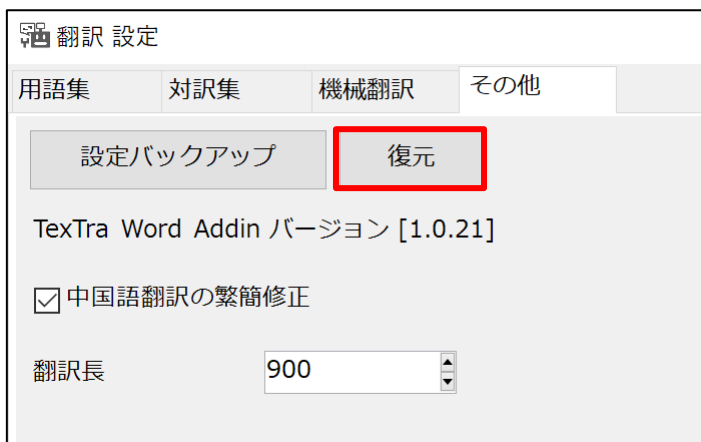 翻訳 設定
用語集 対訳集 機械翻訳 その他
設定バックアップ 復元
TexTra Word Addin バージョン [1.0.21]
中国語翻訳の繁簡修正
翻訳長 900